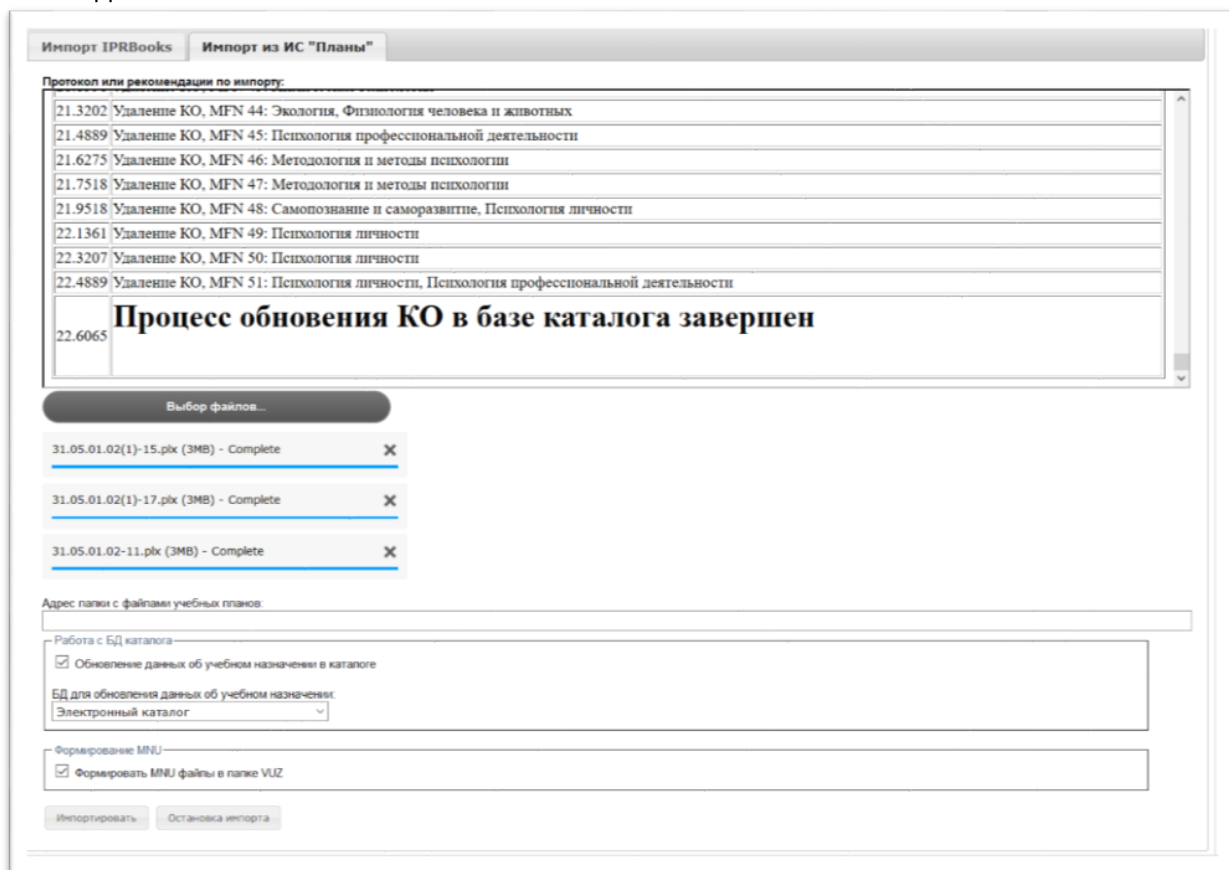 Импорт IPRBooks Импорт из ИС "Планы"
Протокол или рекомендации по импорту:
21.3202 Удаление КО, MFN 44: Экология, Физиология человека и животных
21.4889 Удаление КО, MFN 45: Психология профессиональной деятельности
21.6275 Удаление КО, MFN 46: Методология и методы психологии
21.7518 Удаление КО, MFN 47: Методология и методы психологии
21.9518 Удаление КО, MFN 48: Самопознание и саморазвитие, Психология личности
22.1361 Удаление КО, MFN 49: Психология личности
22.3207 Удаление КО, MFN 50: Психология личности
22.4889 Удаление КО, MFN 51: Психология личности, Психология профессиональной деятельности
22.6065 Процесс обновения КО в базе каталога завершен
Выбор файлов...
31.05.01.02(1)-15.plx (3MB) - Complete
31.05.01.02(1)-17.plx (3MB) - Complete
31.05.01.02-11.plx (3MB) - Complete
Адрес папки с файлами учебных планов:
Работа с БД каталога
Обновление данных об учебном назначении в каталоге
БД для обновления данных об учебном назначении:
Электронный каталог
Формирование MNU
Формировать MNU файлы в папке VUZ
Импортировать Остановка импорта